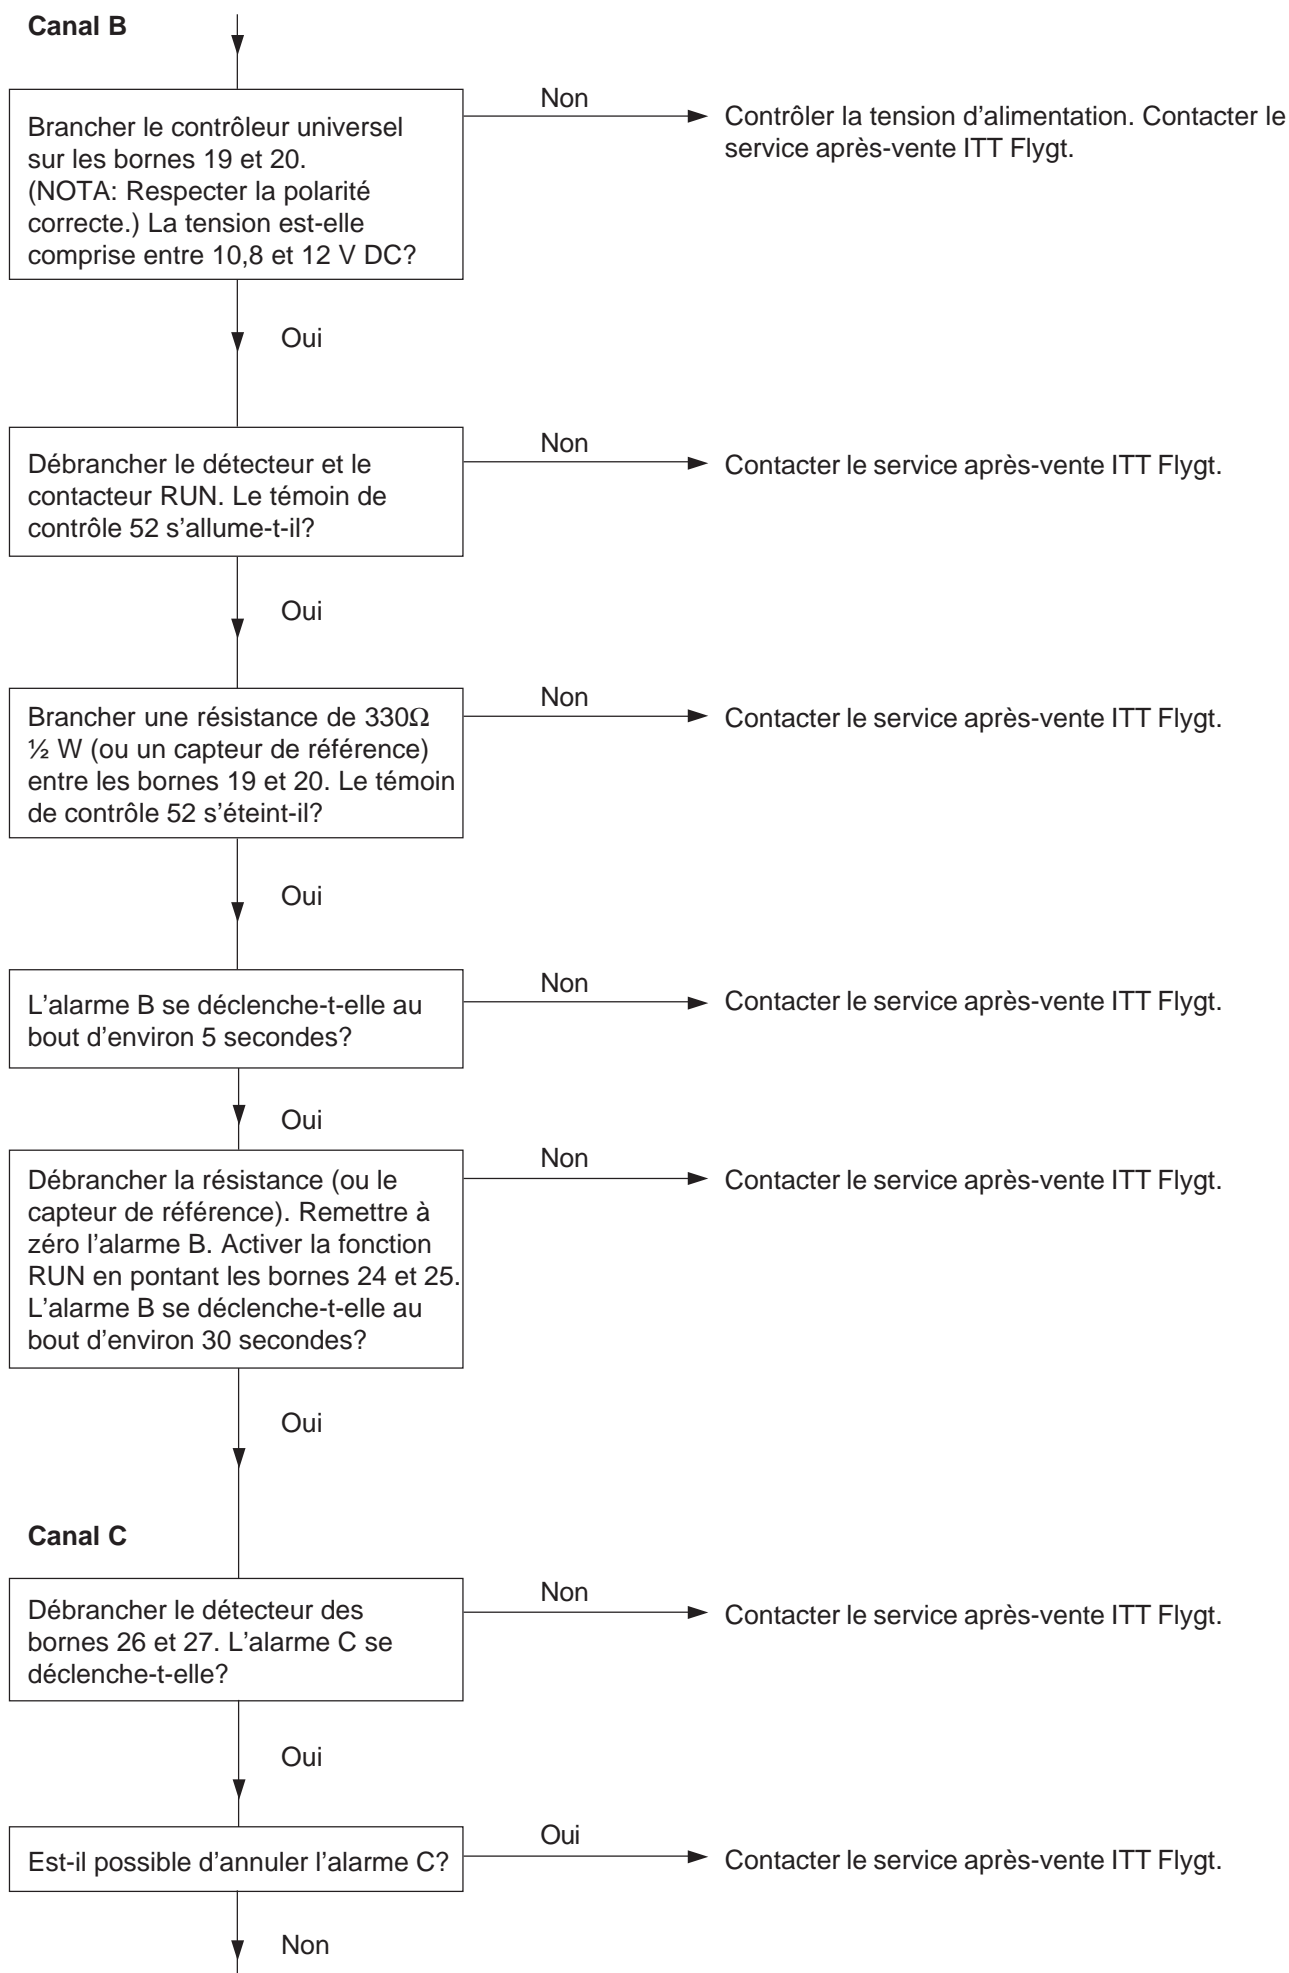 Canal B
Brancher le contrôleur universel
sur les bornes 19 et 20.
(NOTA: Respecter la polarité
correcte.) La tension est-elle
comprise entre 10,8 et 12 V DC?
Non
Contrôler la tension d’alimentation. Contacter le
service après-vente ITT Flygt.
Oui
Débrancher le détecteur et le
contacteur RUN. Le témoin de
contrôle 52 s’allume-t-il?
Non
Contacter le service après-vente ITT Flygt.
Oui
Brancher une résistance de 330Ω
½ W (ou un capteur de référence)
entre les bornes 19 et 20. Le témoin
de contrôle 52 s’éteint-il?
Non
Contacter le service après-vente ITT Flygt.
Oui
L’alarme B se déclenche-t-elle au
bout d’environ 5 secondes?
Non
Contacter le service après-vente ITT Flygt.
Oui
Débrancher la résistance (ou le
capteur de référence). Remettre à
zéro l’alarme B. Activer la fonction
RUN en pontant les bornes 24 et 25.
L’alarme B se déclenche-t-elle au
bout d’environ 30 secondes?
Non
Contacter le service après-vente ITT Flygt.
Oui
Canal C
Débrancher le détecteur des
bornes 26 et 27. L’alarme C se
déclenche-t-elle?
Non
Contacter le service après-vente ITT Flygt.
Oui
Est-il possible d’annuler l’alarme C?
Oui
Contacter le service après-vente ITT Flygt.
Non